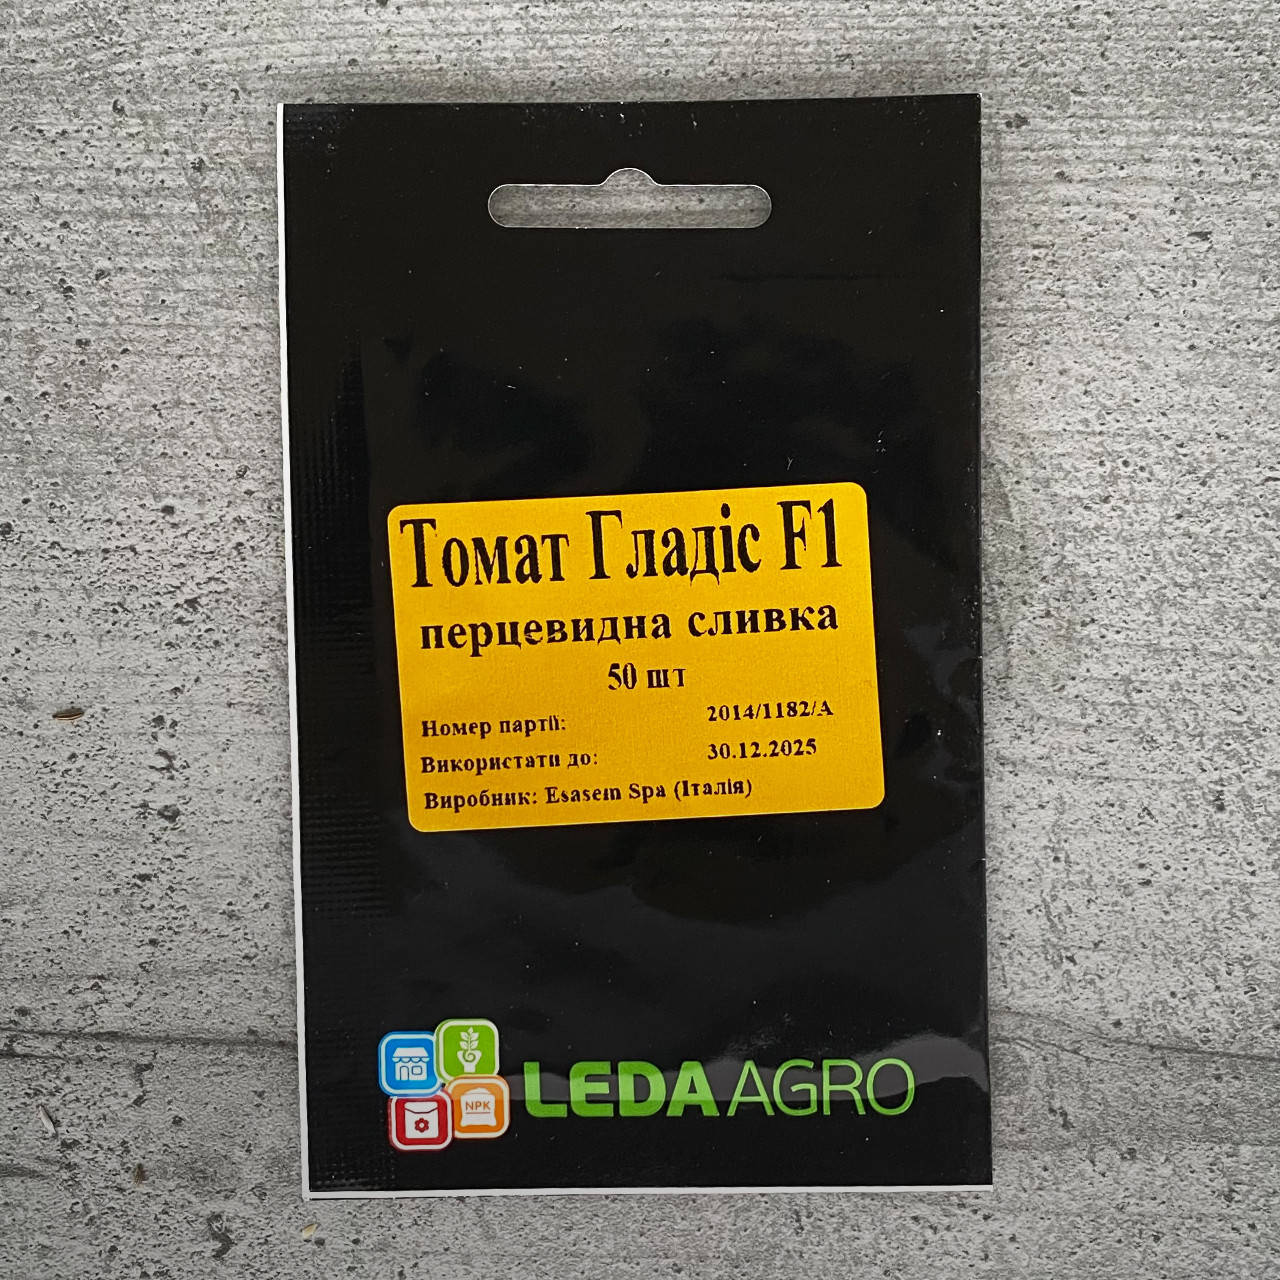 Томат Гладіс F1
перцевидна сливка
50 шт
Номер партії: 2014/1182/А
Використати до: 30.12.2025
Виробник: Esasem Spa (Італія)
NPK
LEDA AGRO